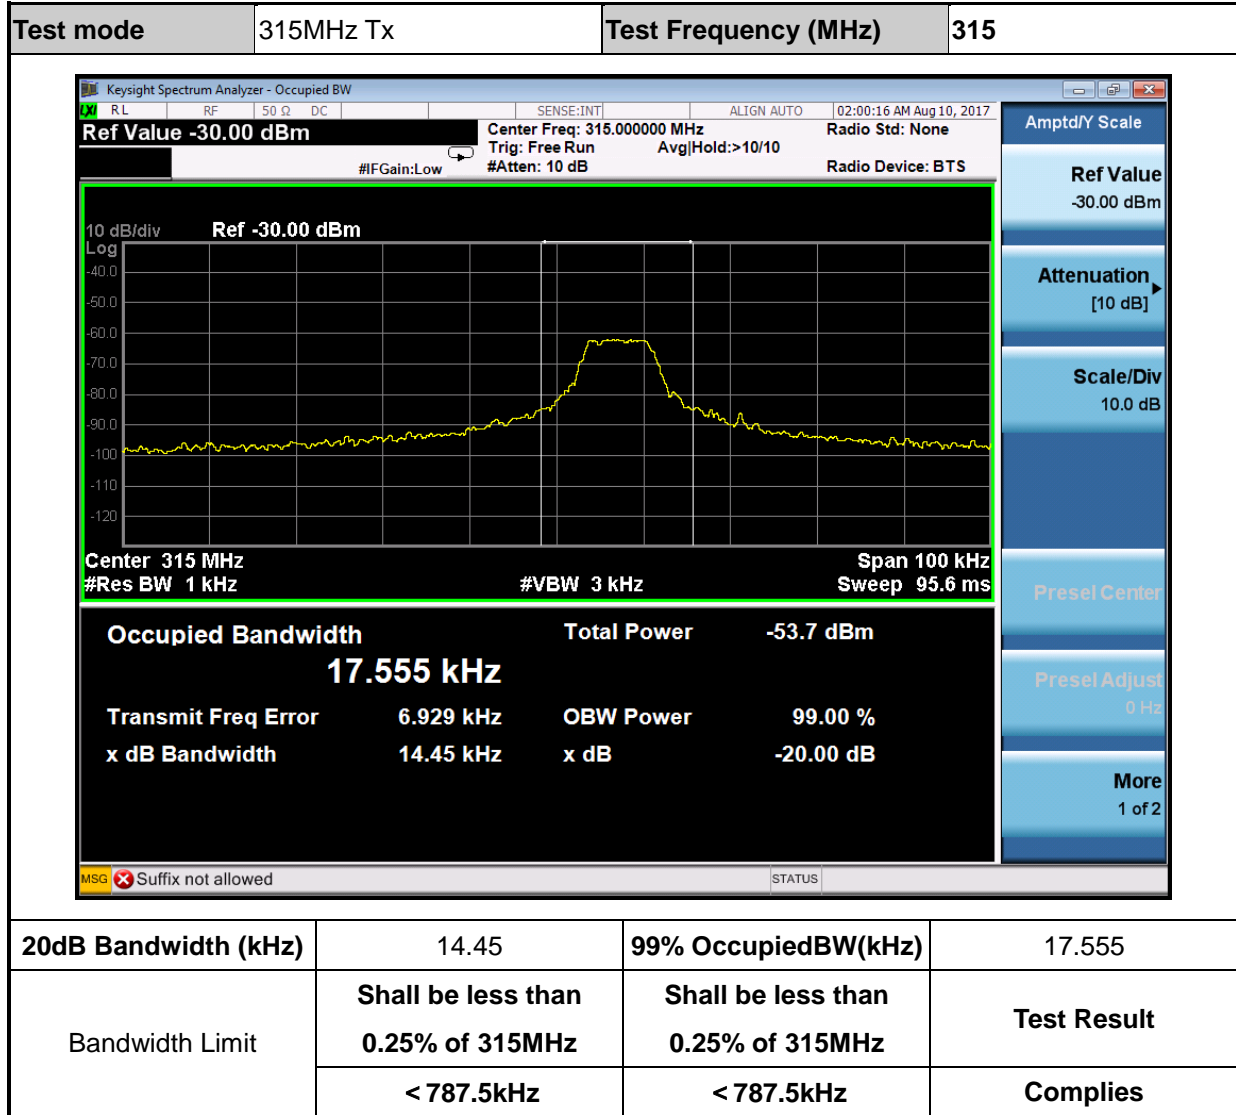 Test mode 315MHz Tx Test Frequency (MHz) 315
Keysight Spectrum Analyzer - Occupied BW
LXI RL RF 50 Ω DC SENSE:INT ALIGN AUTO 02:00:16 AM Aug 10, 2017
Ref Value -30.00 dBm
Center Freq: 315.000000 MHz Radio Std: None
Trig: Free Run Avg|Hold:>10/10
#IFGain:Low #Atten: 10 dB Radio Device: BTS
10 dB/div Ref -30.00 dBm
Log
-40.0
-50.0
-60.0
-70.0
-80.0
-90.0
-100
-110
-120
Center 315 MHz Span 100 kHz
#Res BW 1 kHz #VBW 3 kHz Sweep 95.6 ms
Occupied Bandwidth Total Power -53.7 dBm
17.555 kHz
Transmit Freq Error 6.929 kHz OBW Power 99.00 %
x dB Bandwidth 14.45 kHz x dB -20.00 dB
MSG Suffix not allowed STATUS
Amptd/Y Scale
Ref Value
-30.00 dBm
Attenuation
[10 dB]
Scale/Div
10.0 dB
Presel Center
Presel Adjust
0 Hz
More
1 of 2
20dB Bandwidth (kHz) 14.45 99% OccupiedBW(kHz) 17.555
Bandwidth Limit
Shall be less than
0.25% of 315MHz
Shall be less than
0.25% of 315MHz
Test Result
<787.5kHz <787.5kHz Complies